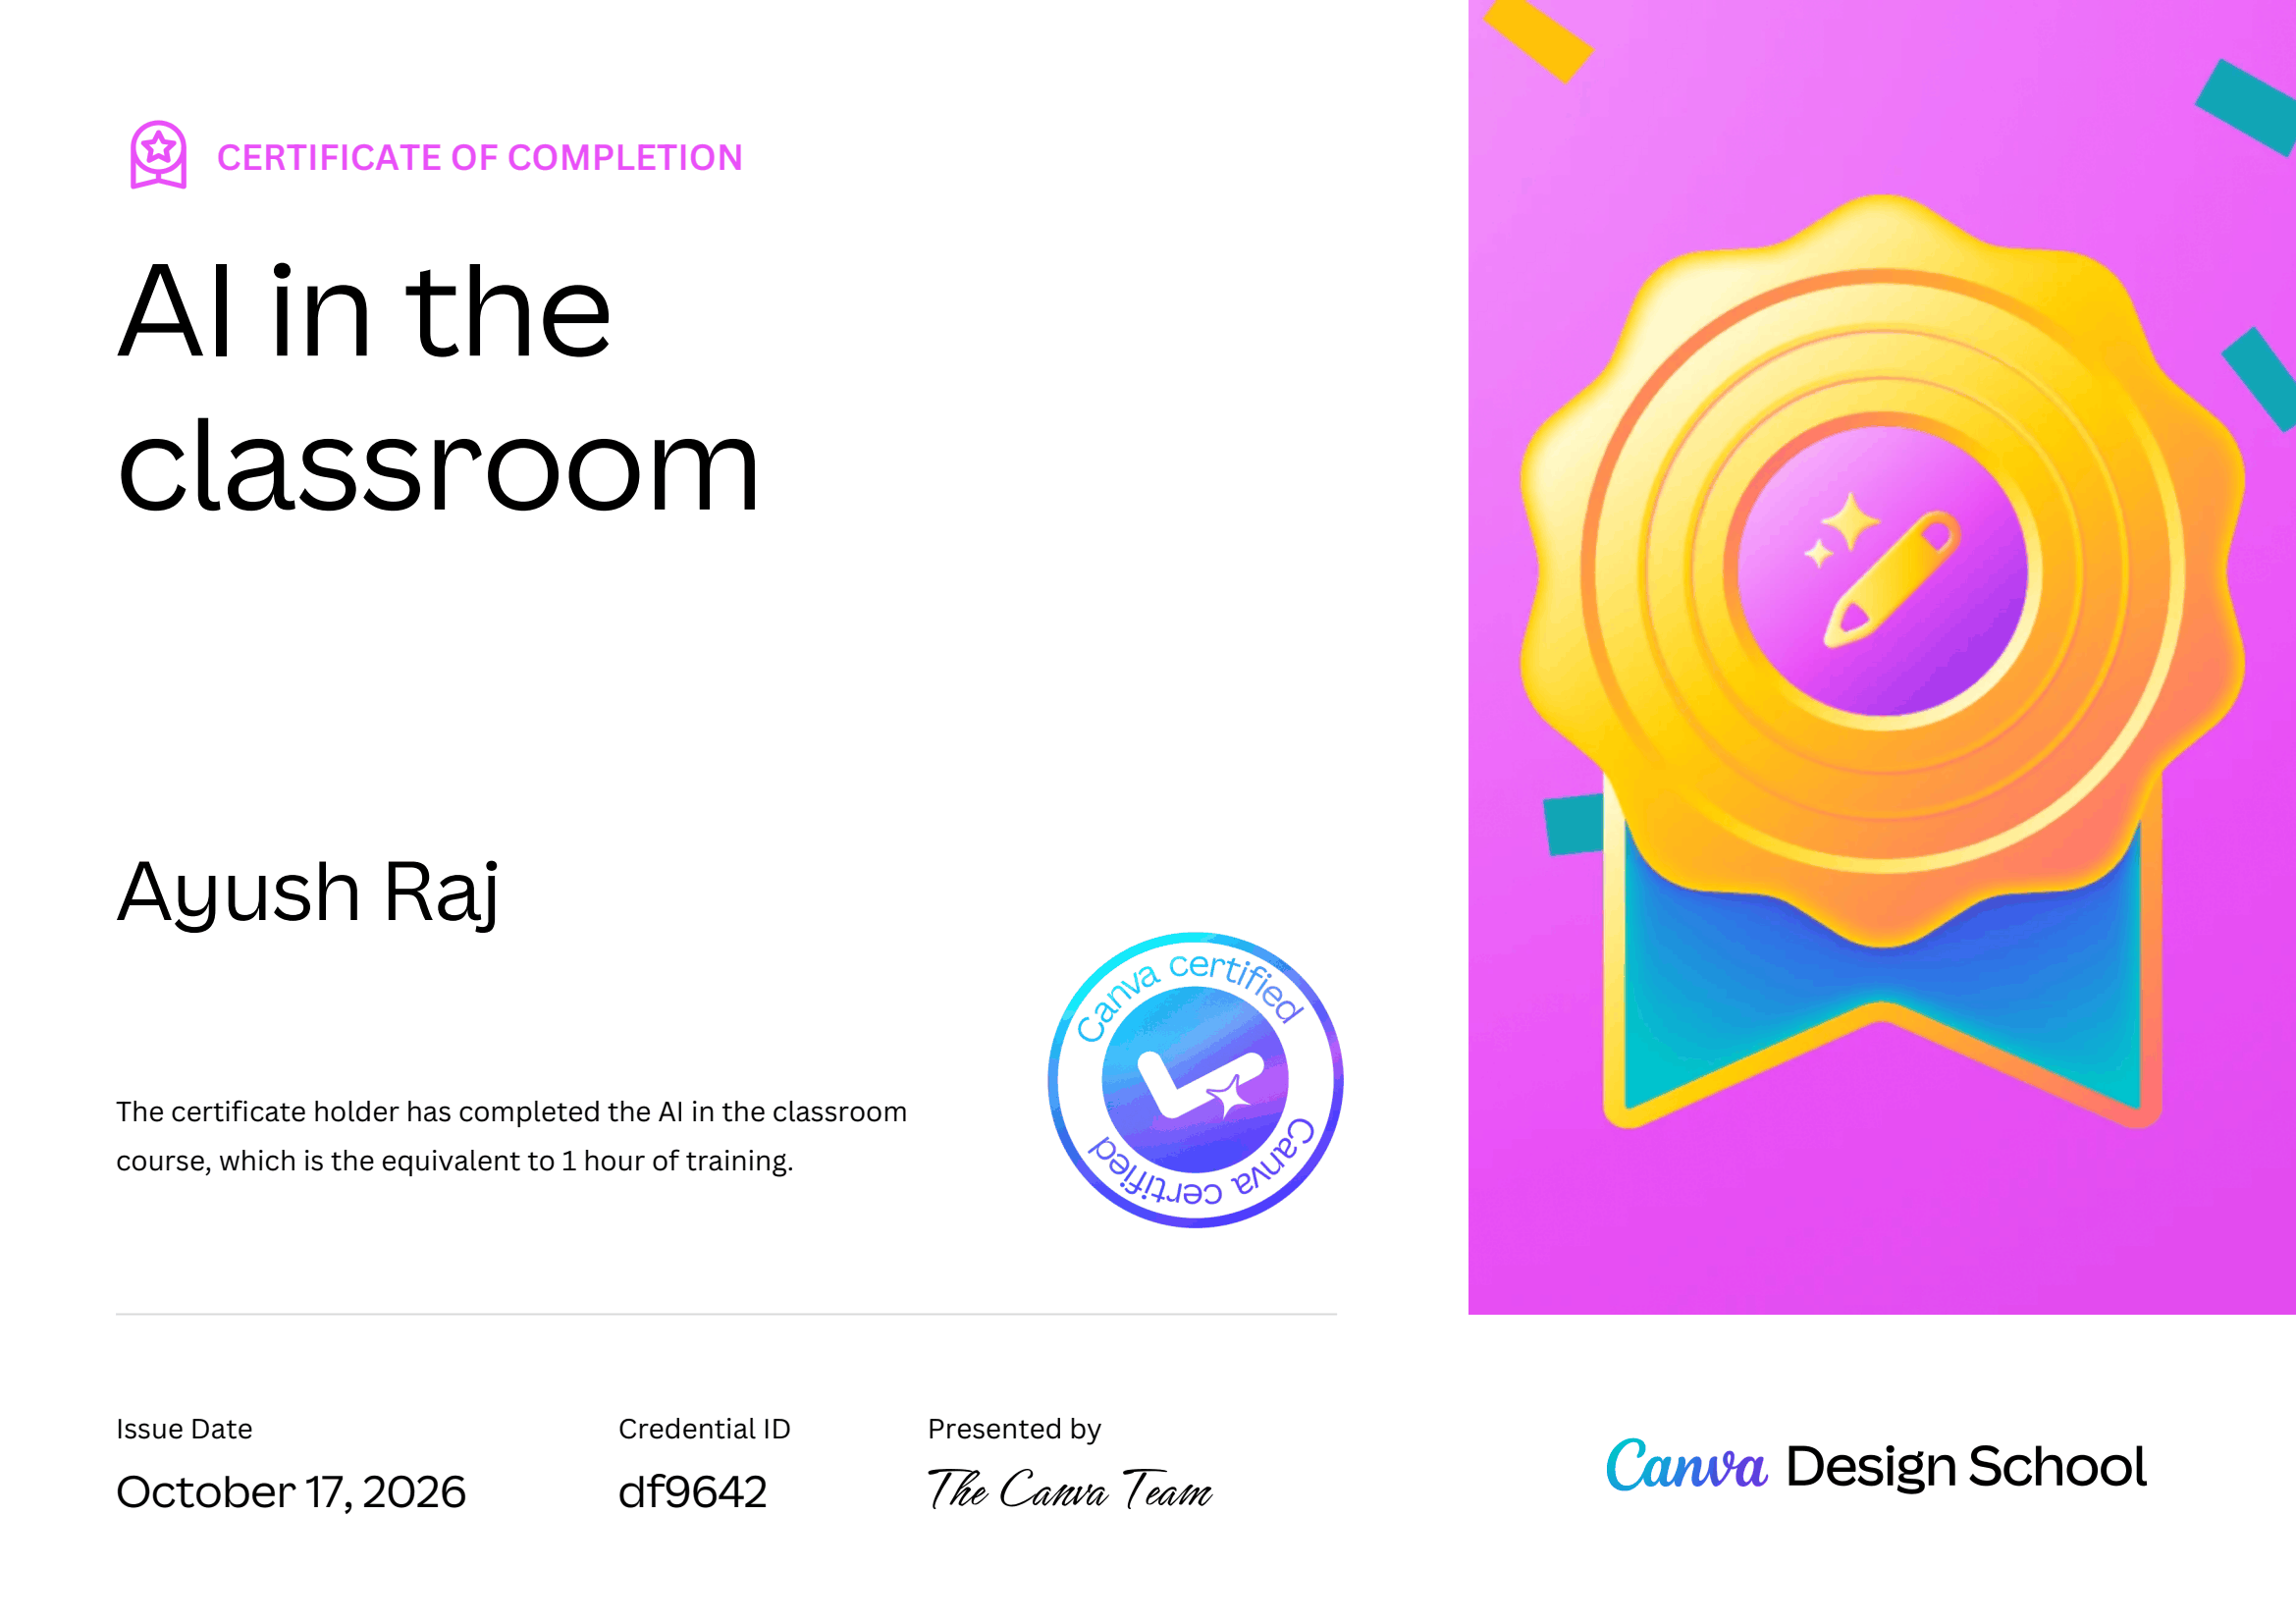 CERTIFICATE OF COMPLETION
AI in the
classroom
Ayush Raj
Canva certified
Canva certified
The certificate holder has completed the AI in the classroom
course, which is the equivalent to 1 hour of training.
Issue Date
October 17, 2026
Credential ID
df9642
Presented by
The Canva Team
Canva Design School